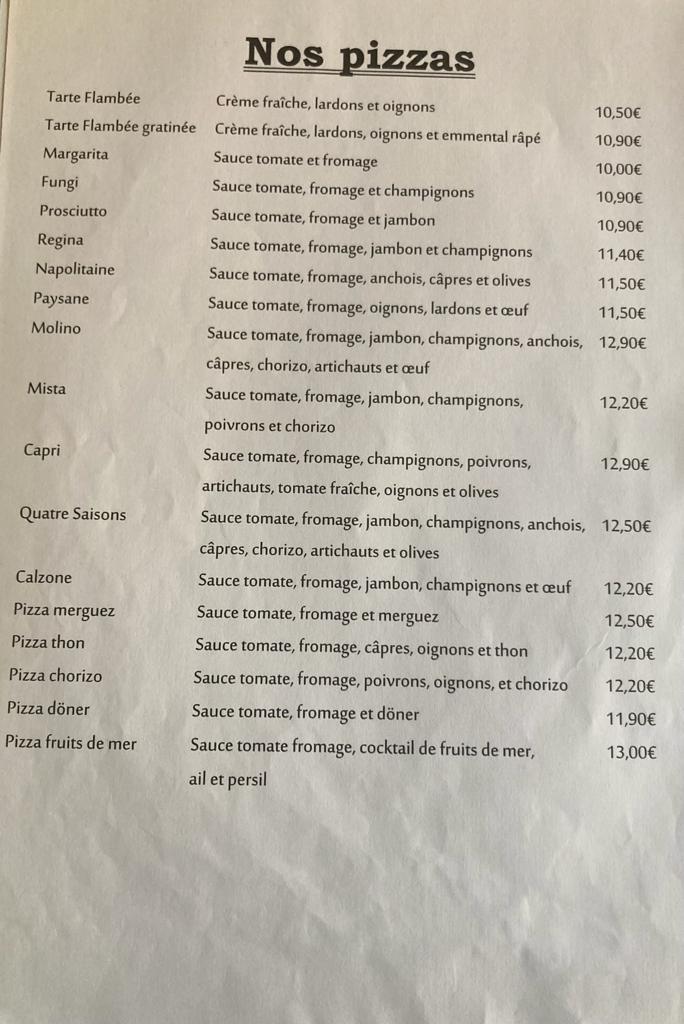 Nos pizzas
Tarte Flambée Crème fraîche, lardons et oignons 10,50€
Tarte Flambée gratinée Crème fraîche, lardons, oignons et emmental râpé 10,90€
Margarita Sauce tomate et fromage 10,00€
Fungi Sauce tomate, fromage et champignons 10,90€
Prosciutto Sauce tomate, fromage et jambon 10,90€
Regina Sauce tomate, fromage, jambon et champignons 11,40€
Napolitaine Sauce tomate, fromage, anchois, câpres et olives 11,50€
Paysane Sauce tomate, fromage, oignons, lardons et œuf 11,50€
Molino Sauce tomate, fromage, jambon, champignons, anchois, 12,90€
câpres, chorizo, artichauts et œuf
Mista Sauce tomate, fromage, jambon, champignons, 12,20€
poivrons et chorizo
Capri Sauce tomate, fromage, champignons, poivrons, 12,90€
artichauts, tomate fraîche, oignons et olives
Quatre Saisons Sauce tomate, fromage, jambon, champignons, anchois, 12,50€
câpres, chorizo, artichauts et olives
Calzone Sauce tomate, fromage, jambon, champignons et œuf 12,20€
Pizza merguez Sauce tomate, fromage et merguez 12,50€
Pizza thon Sauce tomate, fromage, câpres, oignons et thon 12,20€
Pizza chorizo Sauce tomate, fromage, poivrons, oignons, et chorizo 12,20€
Pizza döner Sauce tomate, fromage et döner 11,90€
Pizza fruits de mer Sauce tomate fromage, cocktail de fruits de mer, 13,00€
ail et persil